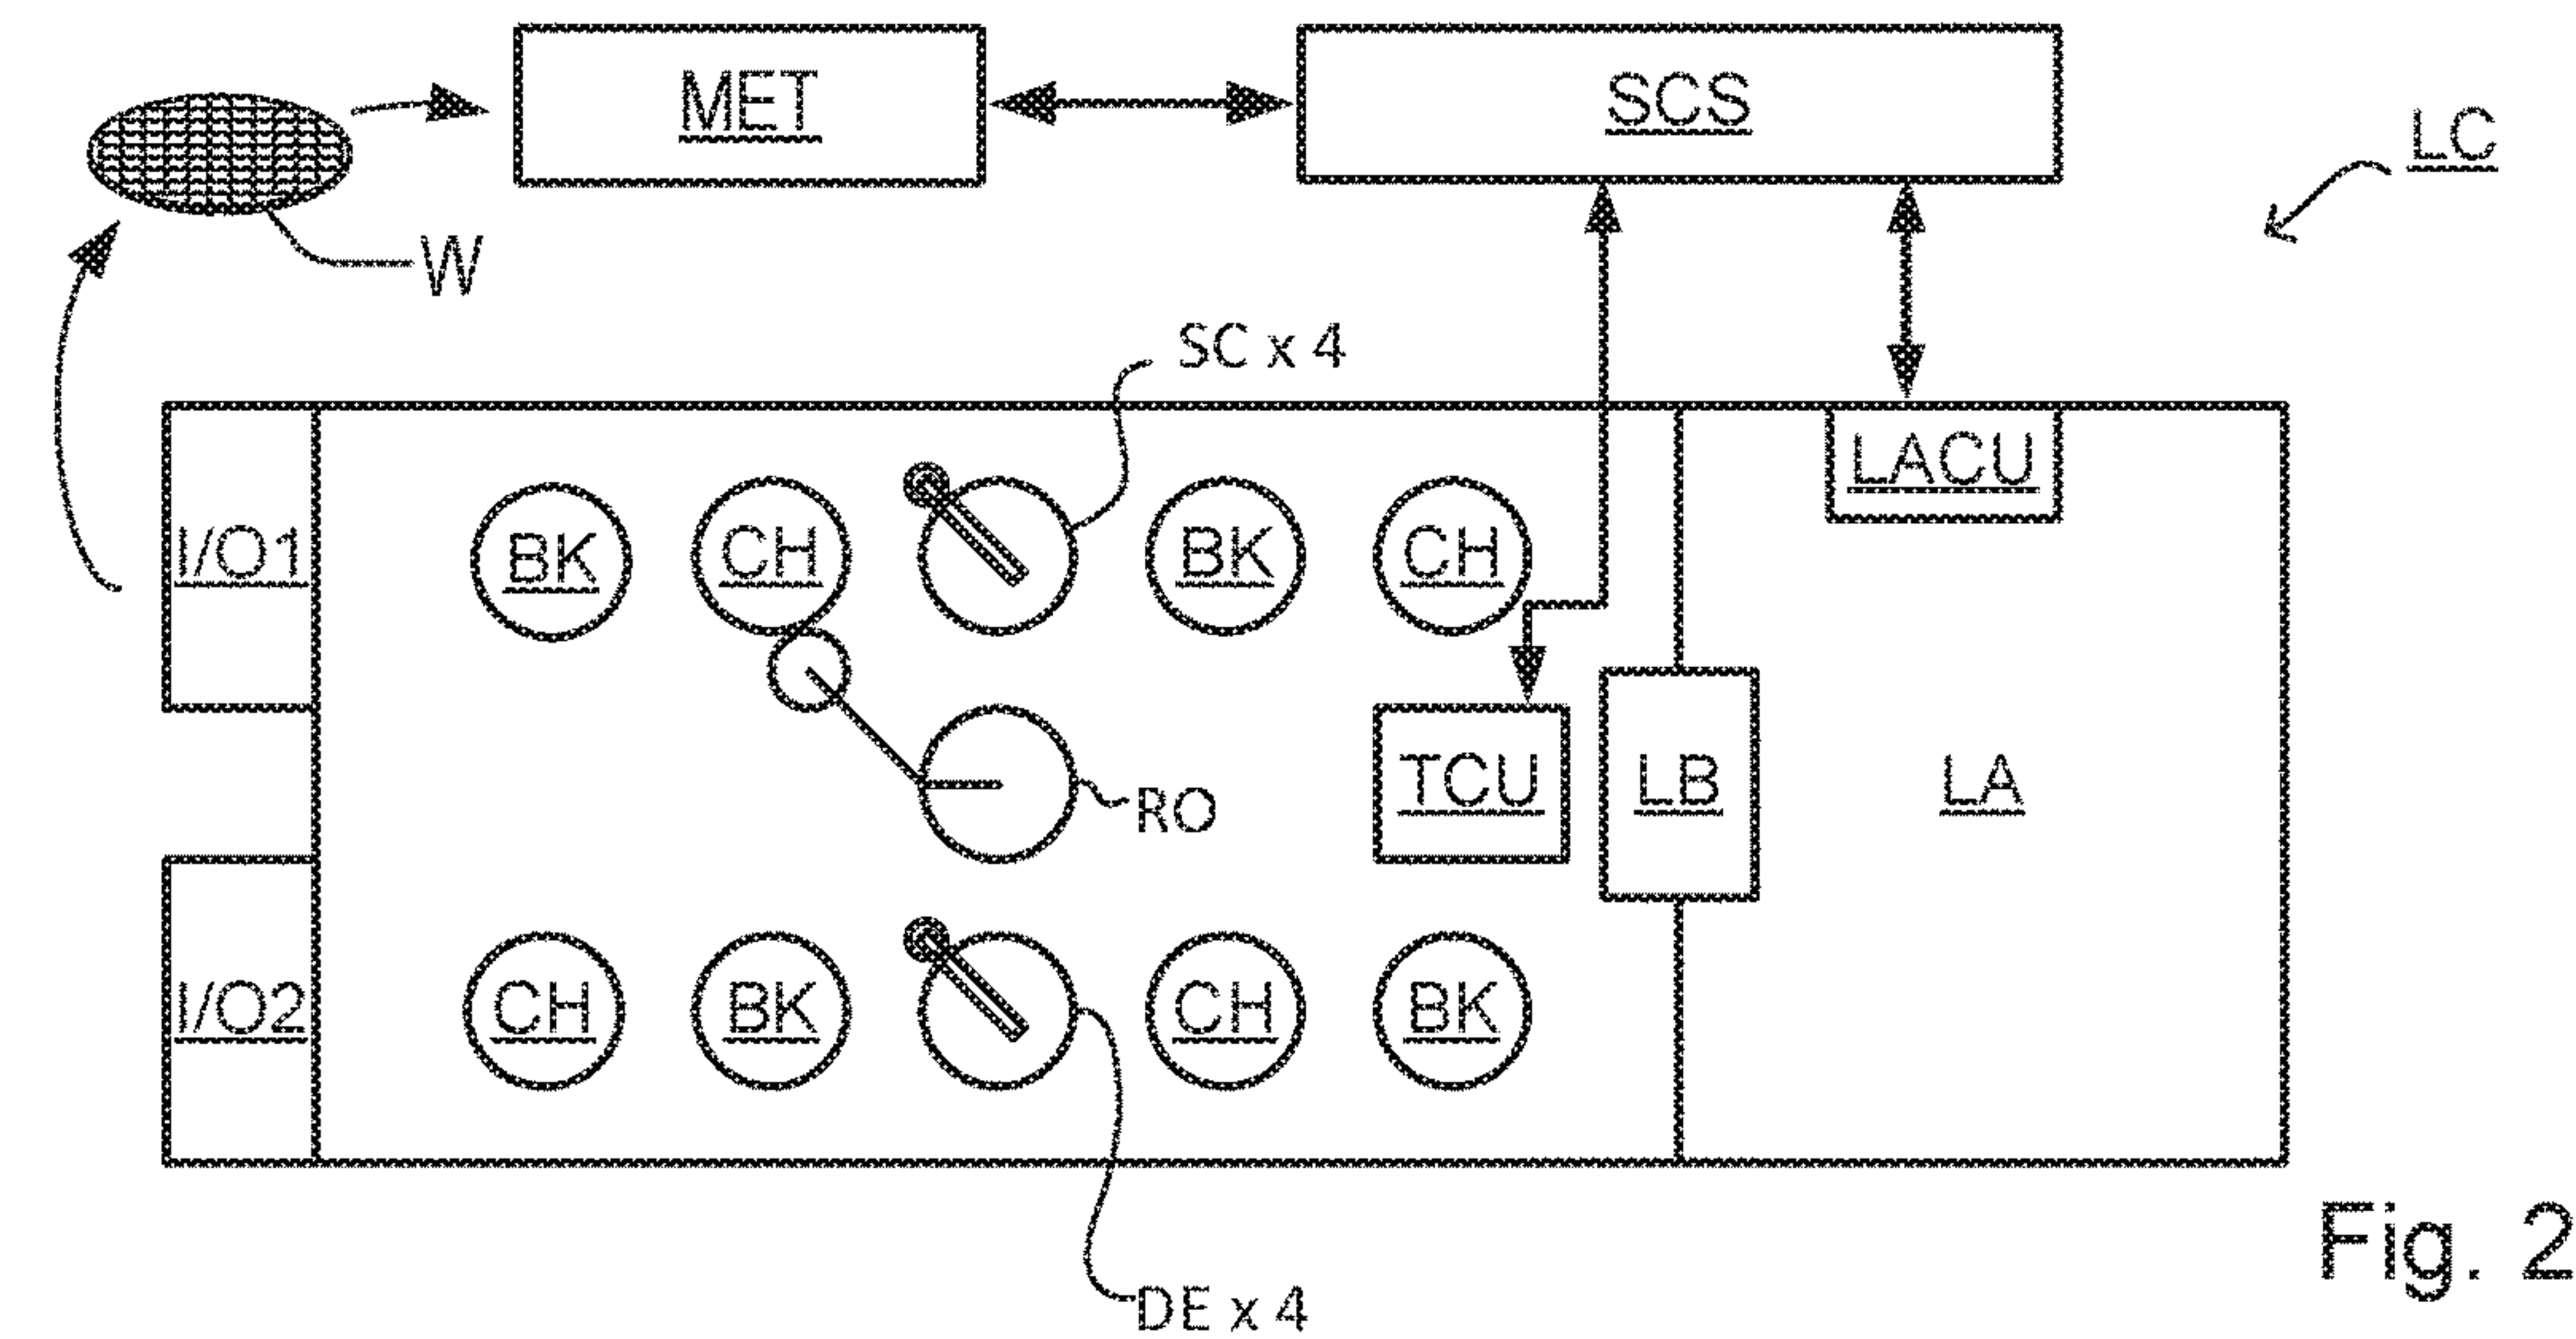 MET
SCS
LC
W
SC x 4
LACU
I/O1
BK
CH
BK
CH
TCU
LB
LA
RO
I/O2
CH
BK
CH
BK
DE x 4
Fig. 2